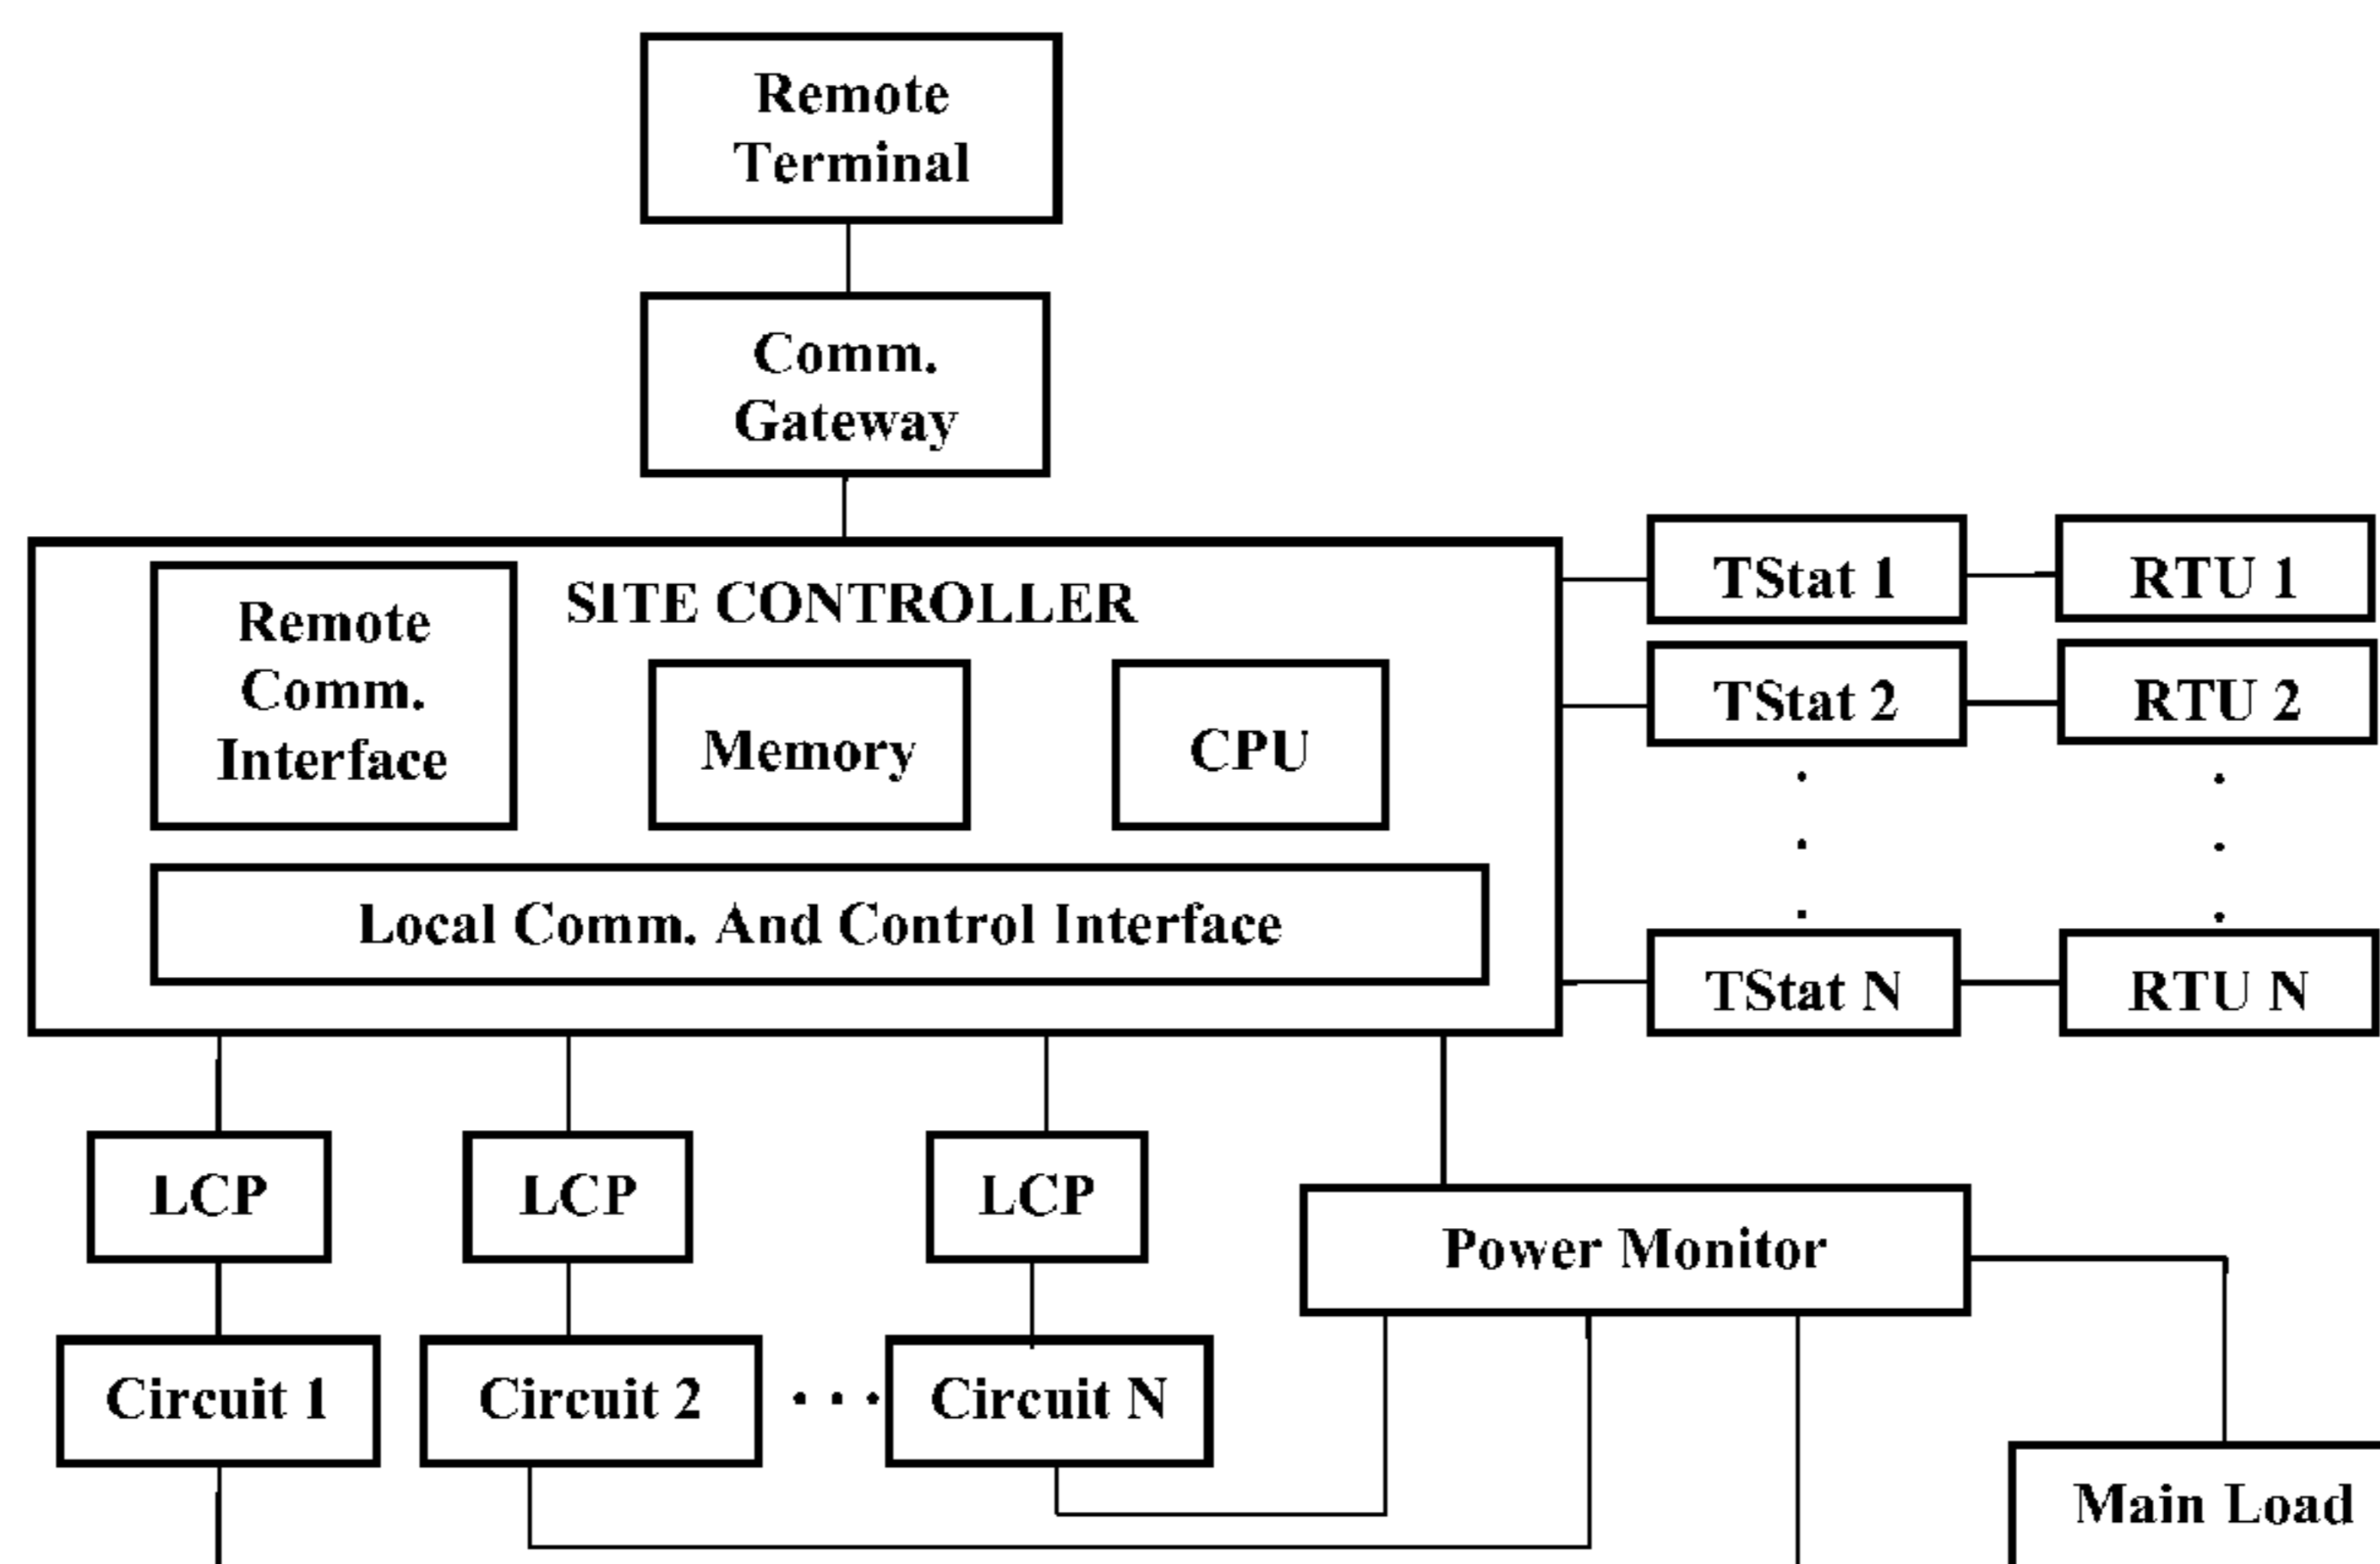 Remote
Terminal
Comm.
Gateway
SITE CONTROLLER
Remote
Comm.
Interface
Memory
CPU
Local Comm. And Control Interface
TStat 1
RTU 1
TStat 2
RTU 2
TStat N
RTU N
LCP
LCP
LCP
Power Monitor
Circuit 1
Circuit 2
Circuit N
Main Load